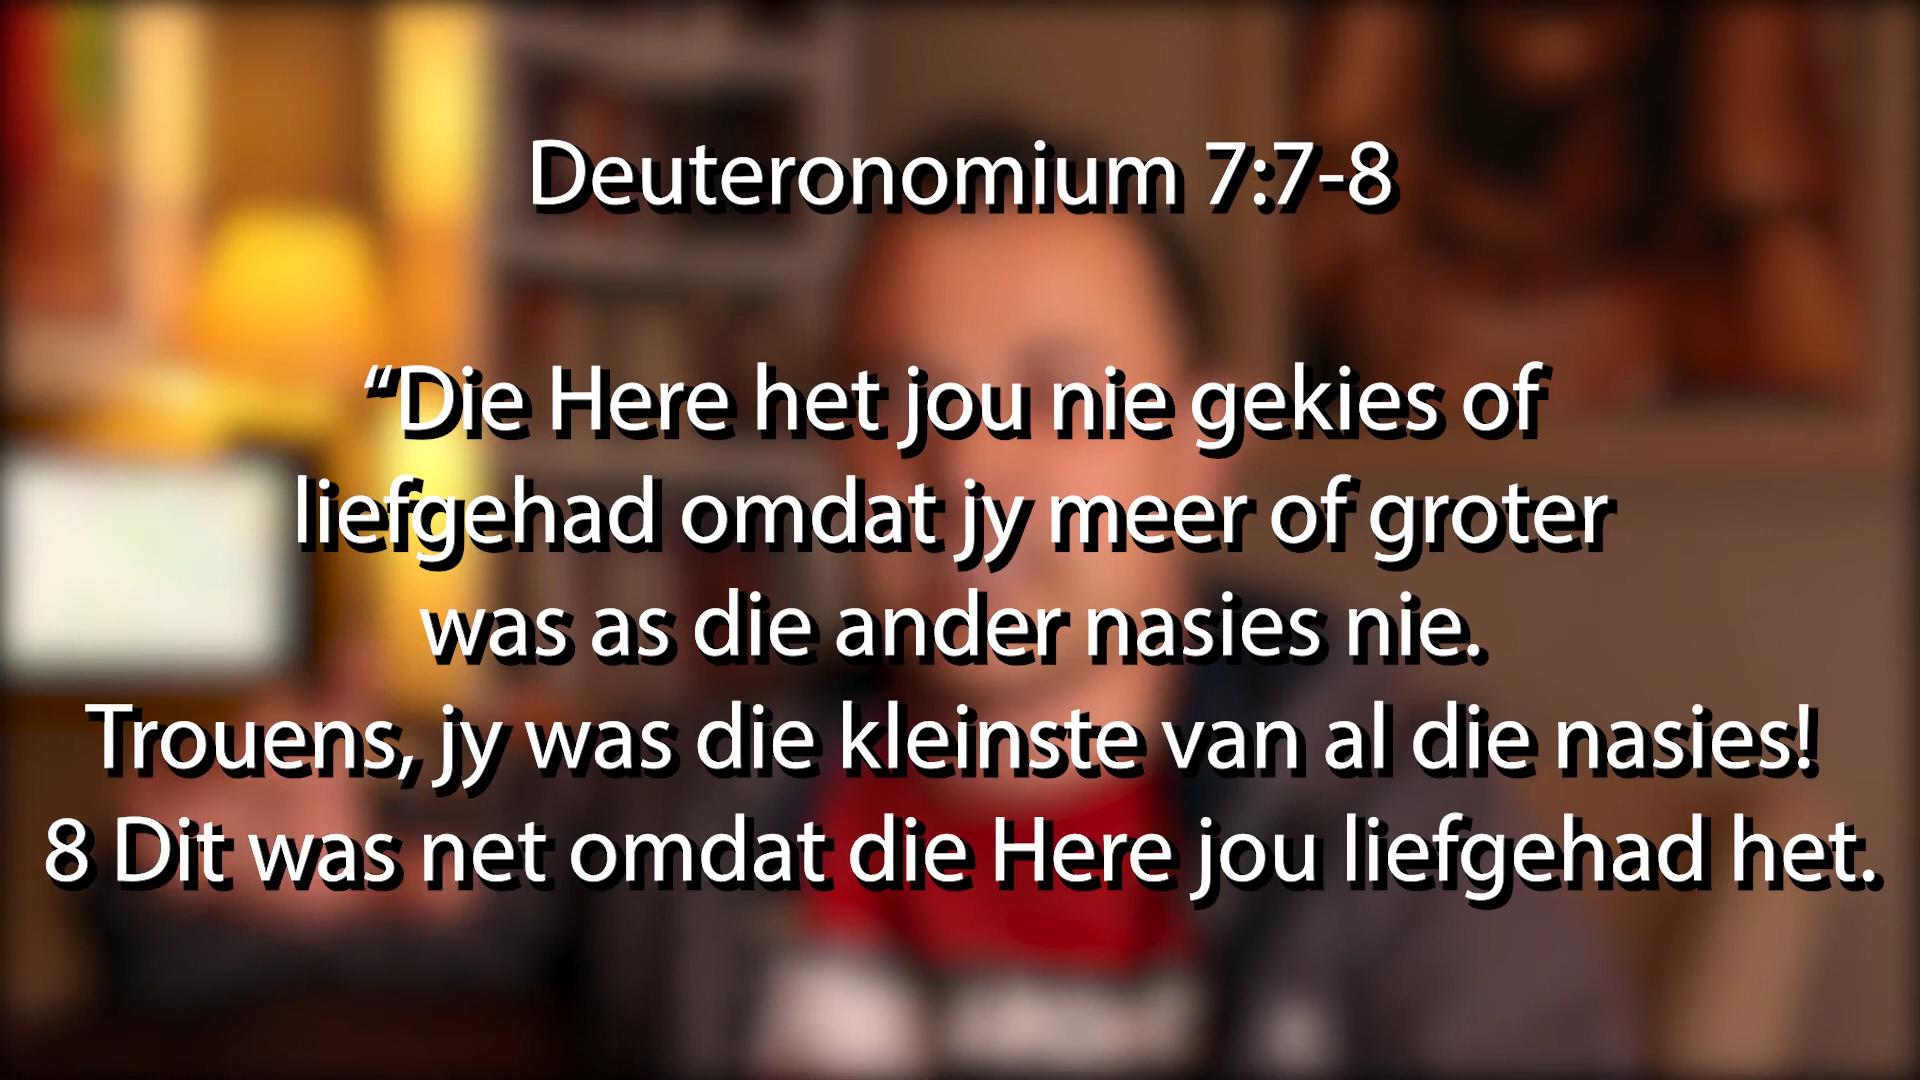 Deuteronomium 7:7-8
“Die Here het jou nie gekies of
liefgehad omdat jy meer of groter
was as die ander nasies nie.
Trouens, jy was die kleinste van al die nasies!
8 Dit was net omdat die Here jou liefgehad het.